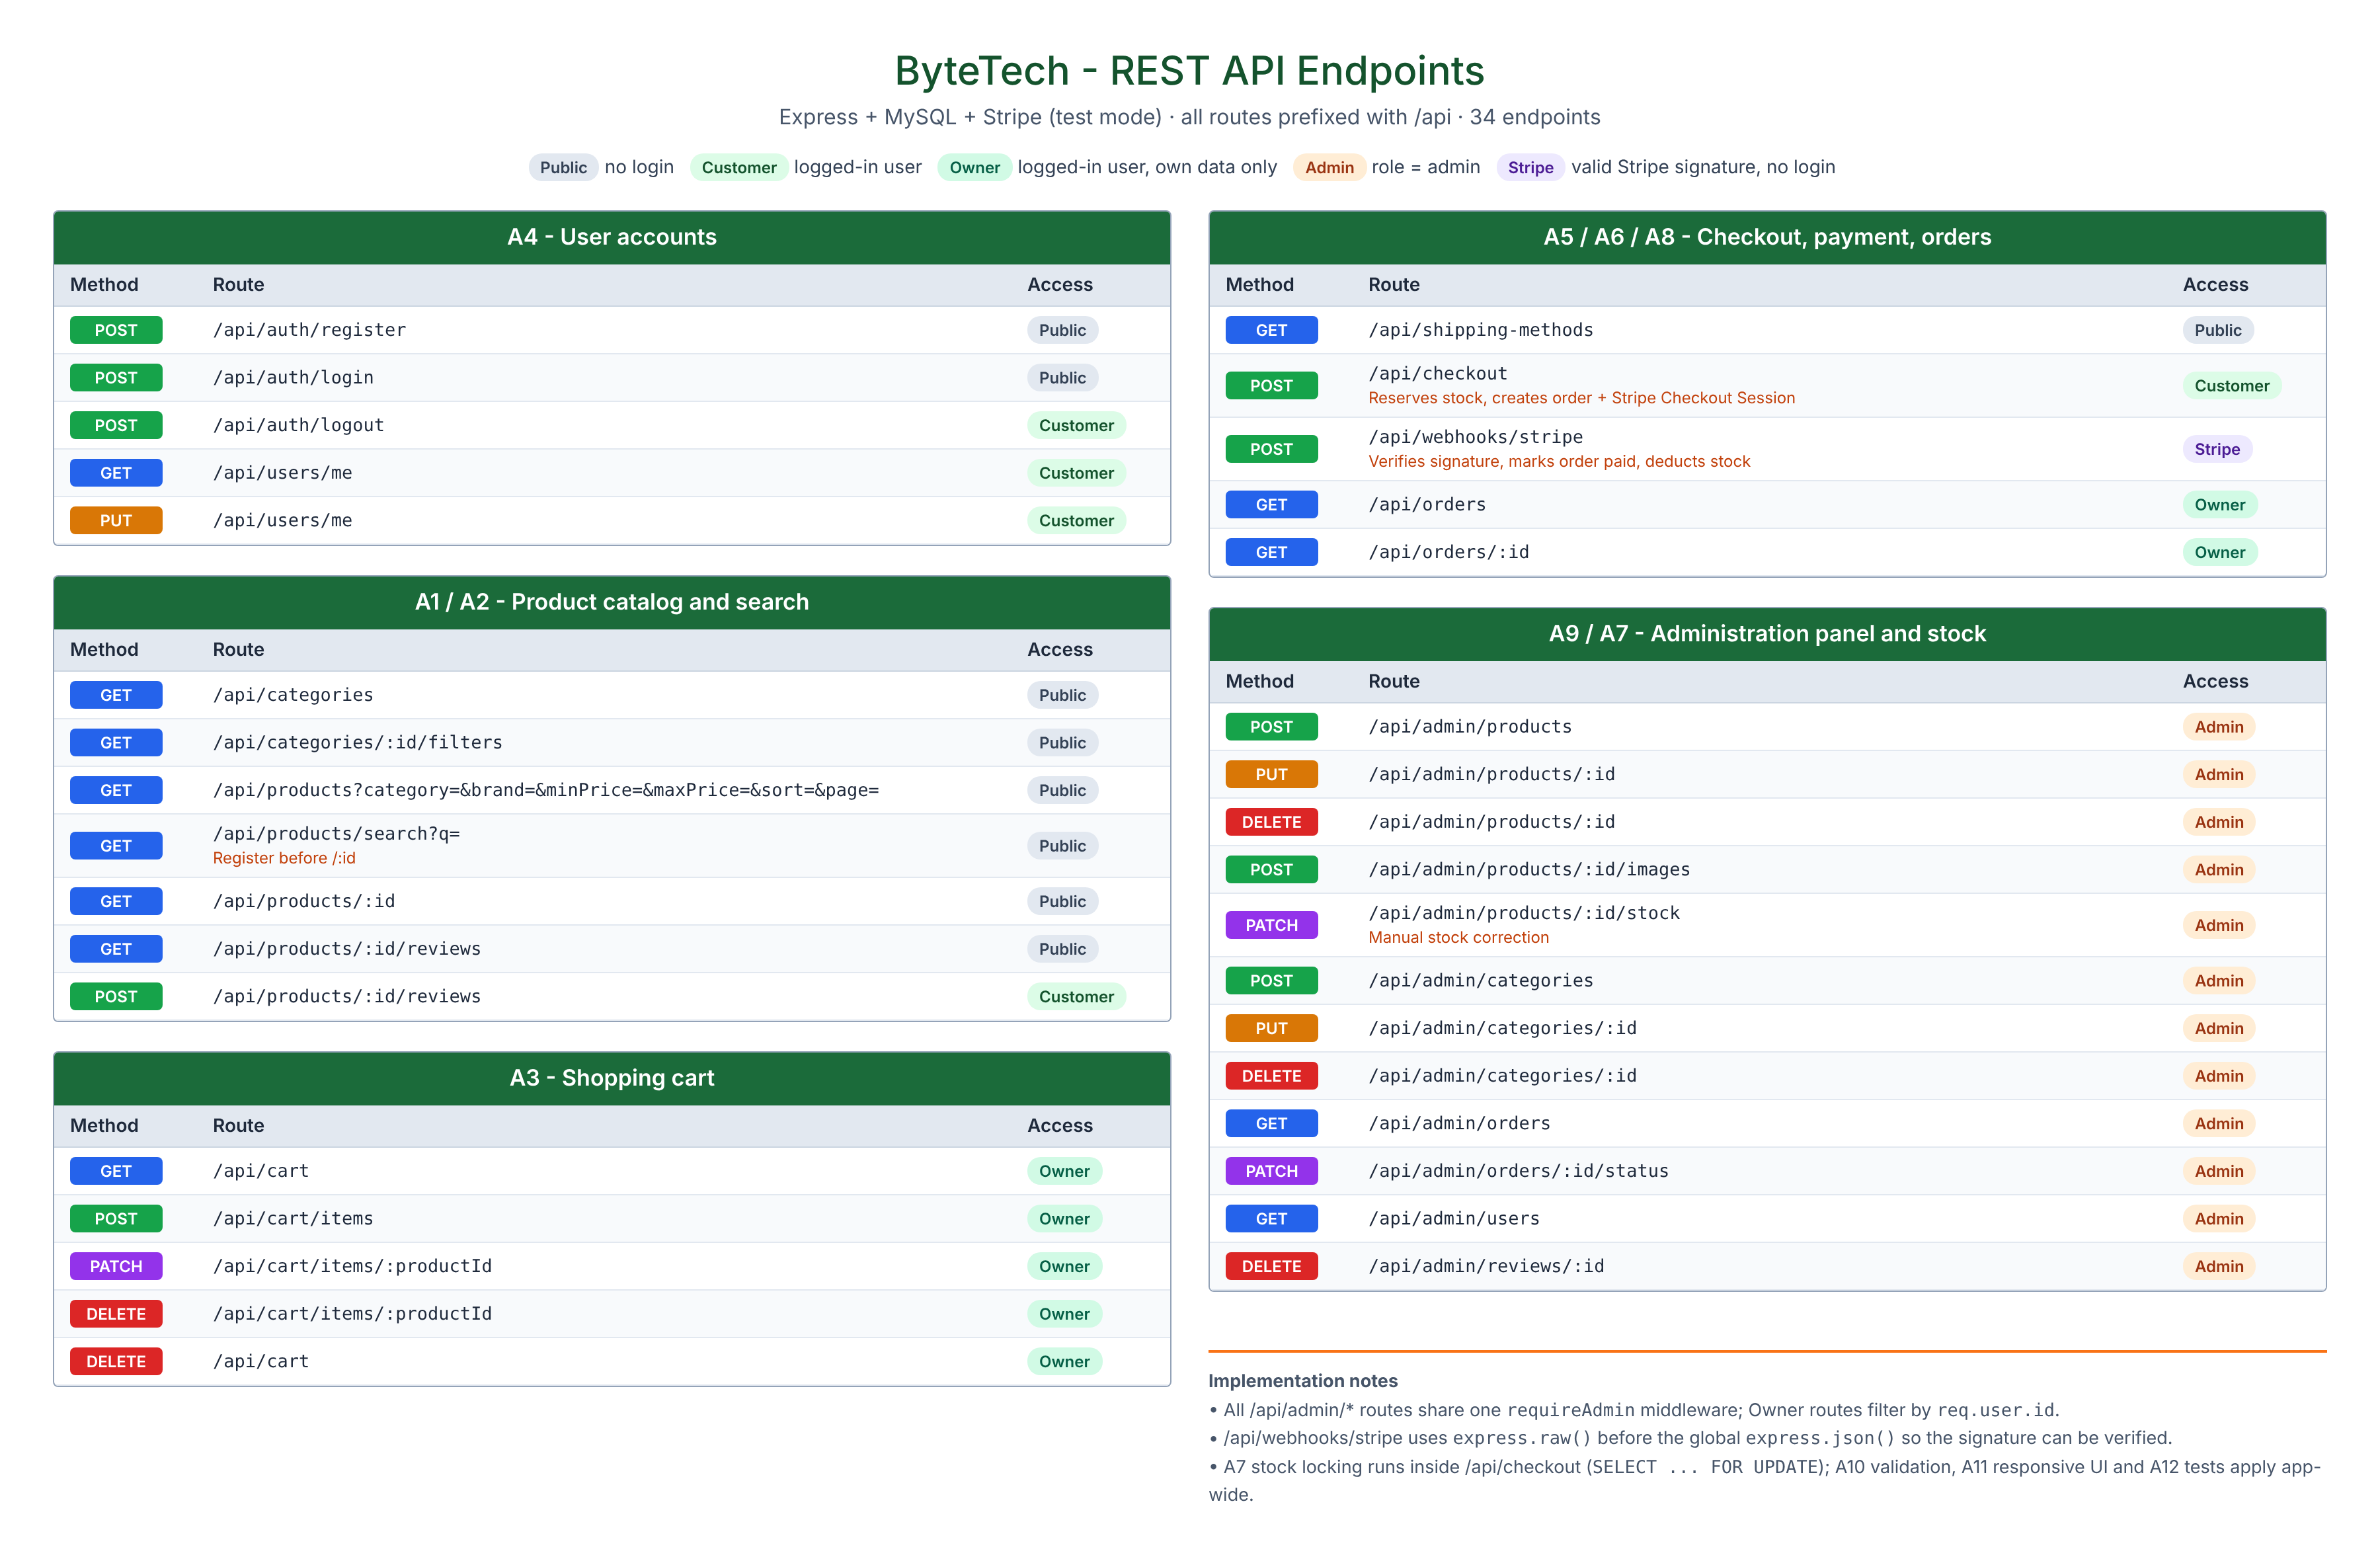 ByteTech - REST API Endpoints
Express + MySQL + Stripe (test mode) · all routes prefixed with /api · 34 endpoints
Public no login Customer logged-in user Owner logged-in user, own data only Admin role = admin Stripe valid Stripe signature, no login
A4 - User accounts
Method Route Access
POST /api/auth/register Public
POST /api/auth/login Public
POST /api/auth/logout Customer
GET /api/users/me Customer
PUT /api/users/me Customer
A1 / A2 - Product catalog and search
Method Route Access
GET /api/categories Public
GET /api/categories/:id/filters Public
GET /api/products?category=&brand=&minPrice=&maxPrice=&sort=&page= Public
GET /api/products/search?q= Public
Register before /:id
GET /api/products/:id Public
GET /api/products/:id/reviews Public
POST /api/products/:id/reviews Customer
A3 - Shopping cart
Method Route Access
GET /api/cart Owner
POST /api/cart/items Owner
PATCH /api/cart/items/:productId Owner
DELETE /api/cart/items/:productId Owner
DELETE /api/cart Owner
A5 / A6 / A8 - Checkout, payment, orders
Method Route Access
GET /api/shipping-methods Public
POST /api/checkout Customer
Reserves stock, creates order + Stripe Checkout Session
POST /api/webhooks/stripe Stripe
Verifies signature, marks order paid, deducts stock
GET /api/orders Owner
GET /api/orders/:id Owner
A9 / A7 - Administration panel and stock
Method Route Access
POST /api/admin/products Admin
PUT /api/admin/products/:id Admin
DELETE /api/admin/products/:id Admin
POST /api/admin/products/:id/images Admin
PATCH /api/admin/products/:id/stock Admin
Manual stock correction
POST /api/admin/categories Admin
PUT /api/admin/categories/:id Admin
DELETE /api/admin/categories/:id Admin
GET /api/admin/orders Admin
PATCH /api/admin/orders/:id/status Admin
GET /api/admin/users Admin
DELETE /api/admin/reviews/:id Admin
Implementation notes
• All /api/admin/* routes share one requireAdmin middleware; Owner routes filter by req.user.id.
• /api/webhooks/stripe uses express.raw() before the global express.json() so the signature can be verified.
• A7 stock locking runs inside /api/checkout (SELECT ... FOR UPDATE); A10 validation, A11 responsive UI and A12 tests apply app-
wide.